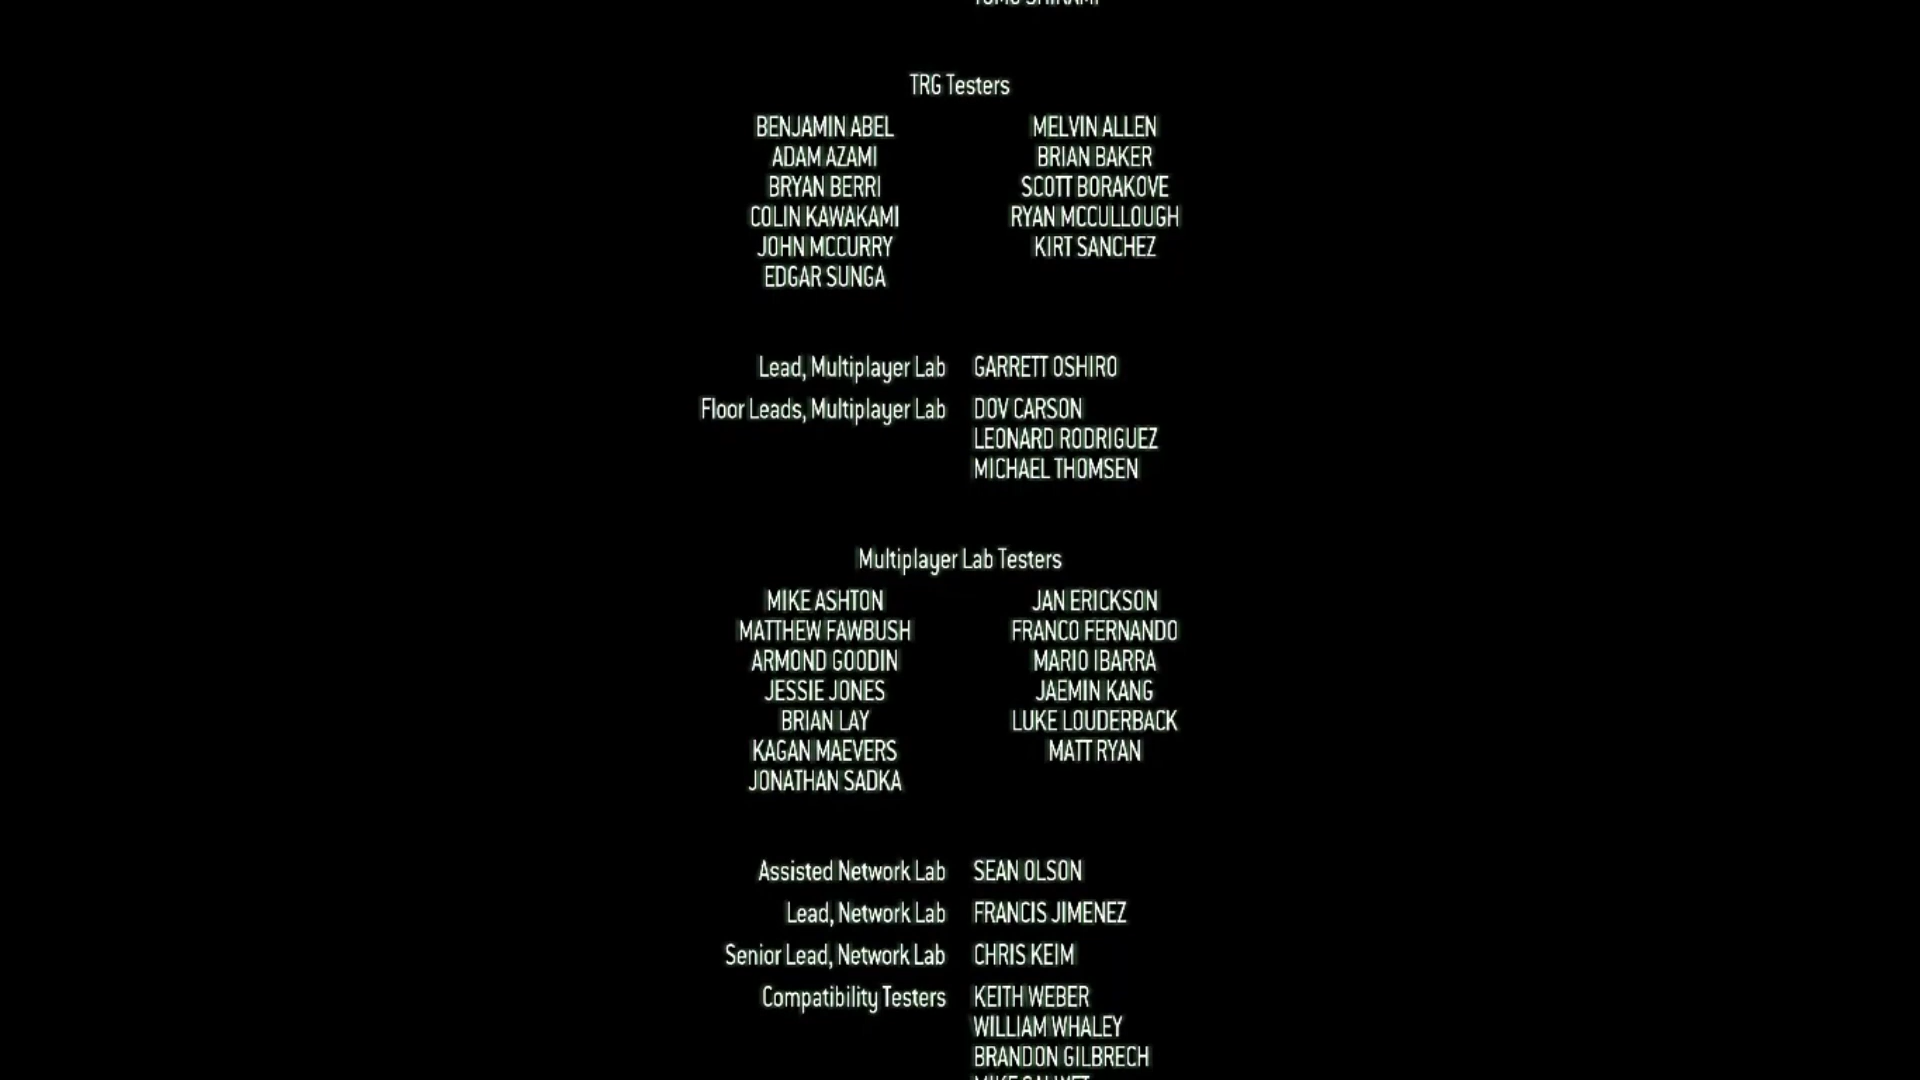 TRG Testers
BENJAMIN ABEL MELVIN ALLEN
ADAM AZAMI BRIAN BAKER
BRYAN BERRI SCOTT BORAKOVE
COLIN KAWAKAMI RYAN MCCULLOUGH
JOHN MCCURRY KIRT SANCHEZ
EDGAR SUNGA
Lead, Multiplayer Lab GARRETT OSHIRO
Floor Leads, Multiplayer Lab DOV CARSON
LEONARD RODRIGUEZ
MICHAEL THOMSEN
Multiplayer Lab Testers
MIKE ASHTON JAN ERICKSON
MATTHEW FAWBUSH FRANCO FERNANDO
ARMOND GOODIN MARIO IBARRA
JESSIE JONES JAEMIN KANG
BRIAN LAY LUKE LOUDERBACK
KAGAN MAEVERS MATT RYAN
JONATHAN SADKA
Assisted Network Lab SEAN OLSON
Lead, Network Lab FRANCIS JIMENEZ
Senior Lead, Network Lab CHRIS KEIM
Compatibility Testers KEITH WEBER
WILLIAM WHALEY
BRANDON GILBRECH